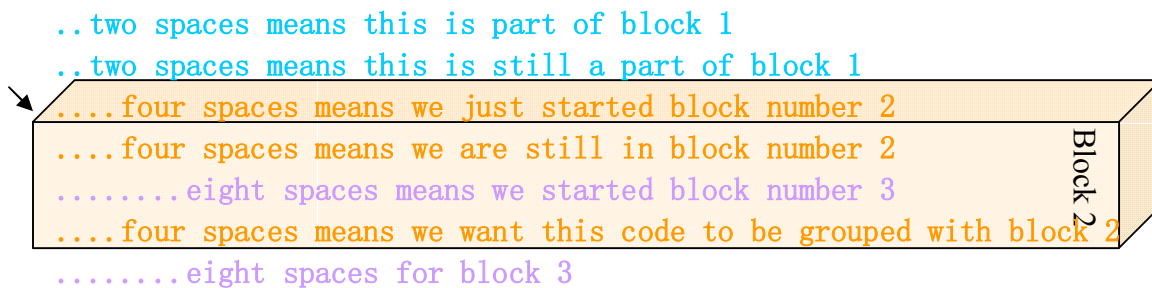 ..two spaces means this is part of block 1
..two spaces means this is still a part of block 1
....four spaces means we just started block number 2
....four spaces means we are still in block number 2
........eight spaces means we started block number 3
....four spaces means we want this code to be grouped with block 2
........eight spaces for block 3
Block 2